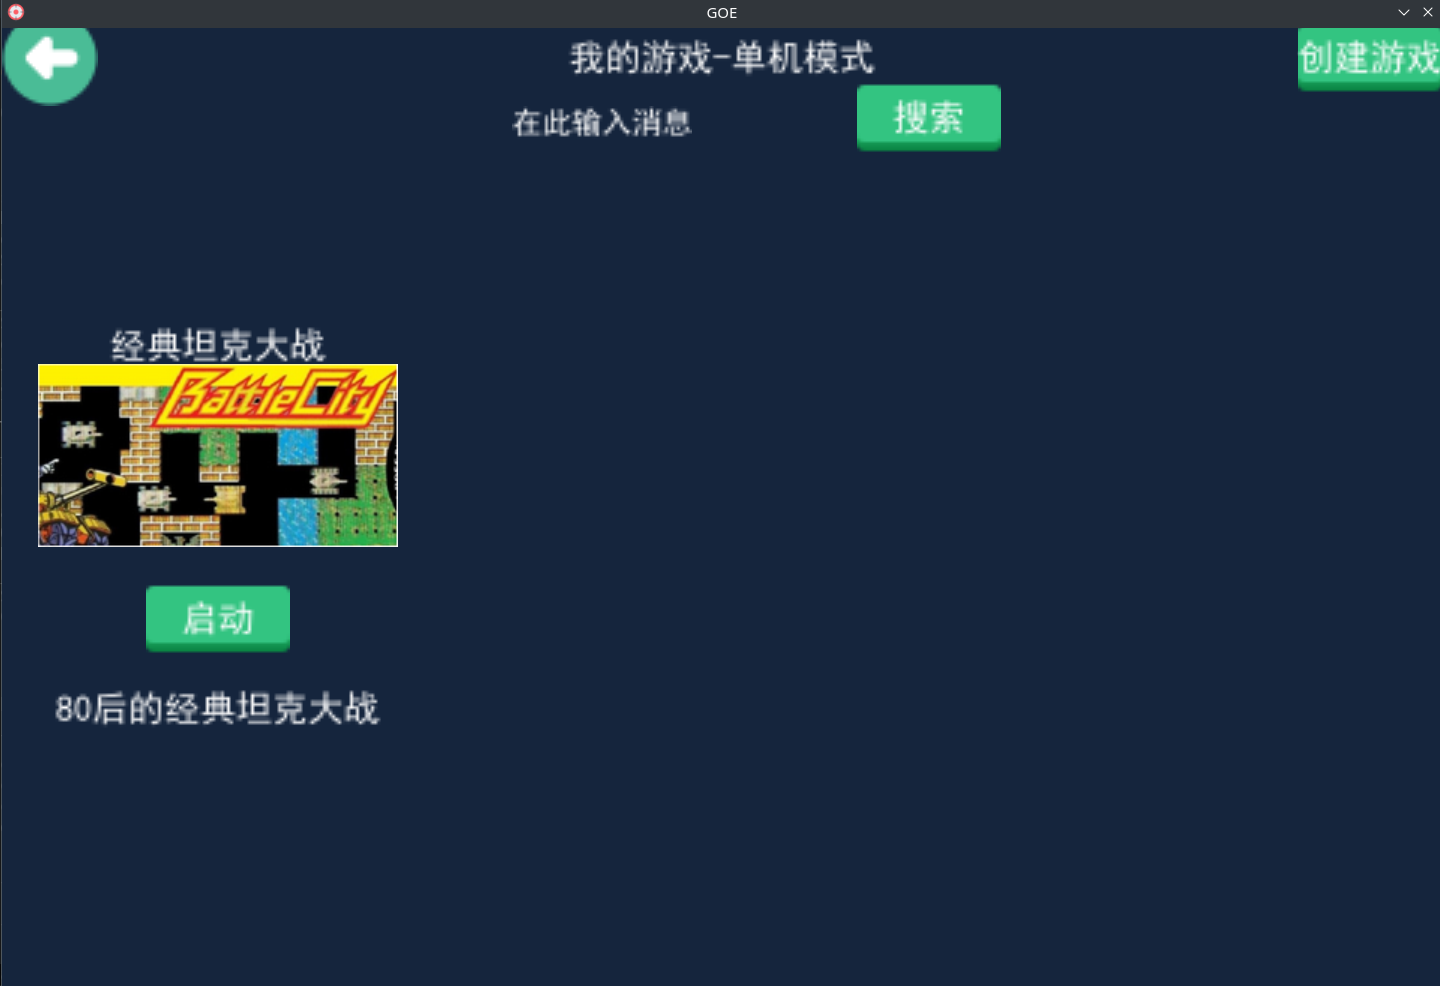 GOE
我的游戏-单机模式
创建游戏
在此输入消息
搜索
经典坦克大战
BattleCity
启动
80后的经典坦克大战